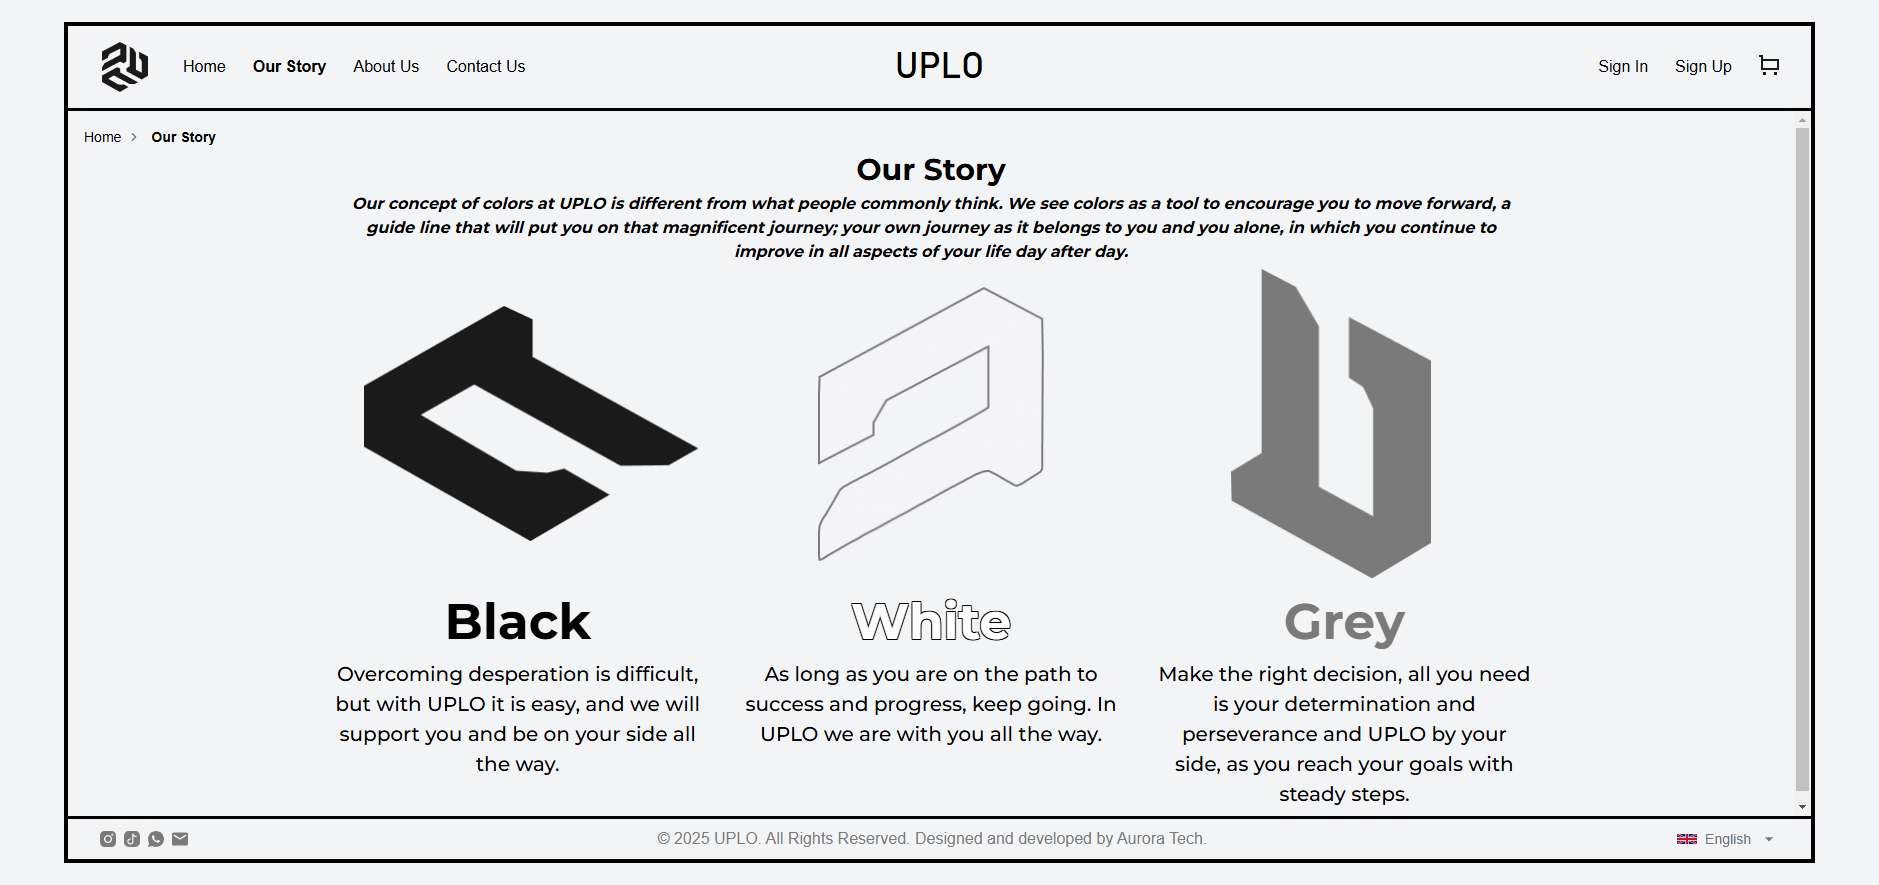 Home
Our Story
About Us
Contact Us
UPLO
Sign In
Sign Up
Home
Our Story
Our Story
Our concept of colors at UPLO is different from what people commonly think. We see colors as a tool to encourage you to move forward, a
guide line that will put you on that magnificent journey; your own journey as it belongs to you and you alone, in which you continue to
improve in all aspects of your life day after day.
Black
Overcoming desperation is difficult,
but with UPLO it is easy, and we will
support you and be on your side all
the way.
White
As long as you are on the path to
success and progress, keep going. In
UPLO we are with you all the way.
Grey
Make the right decision, all you need
is your determination and
perseverance and UPLO by your
side, as you reach your goals with
steady steps.
© 2025 UPLO. All Rights Reserved. Designed and developed by Aurora Tech.
English